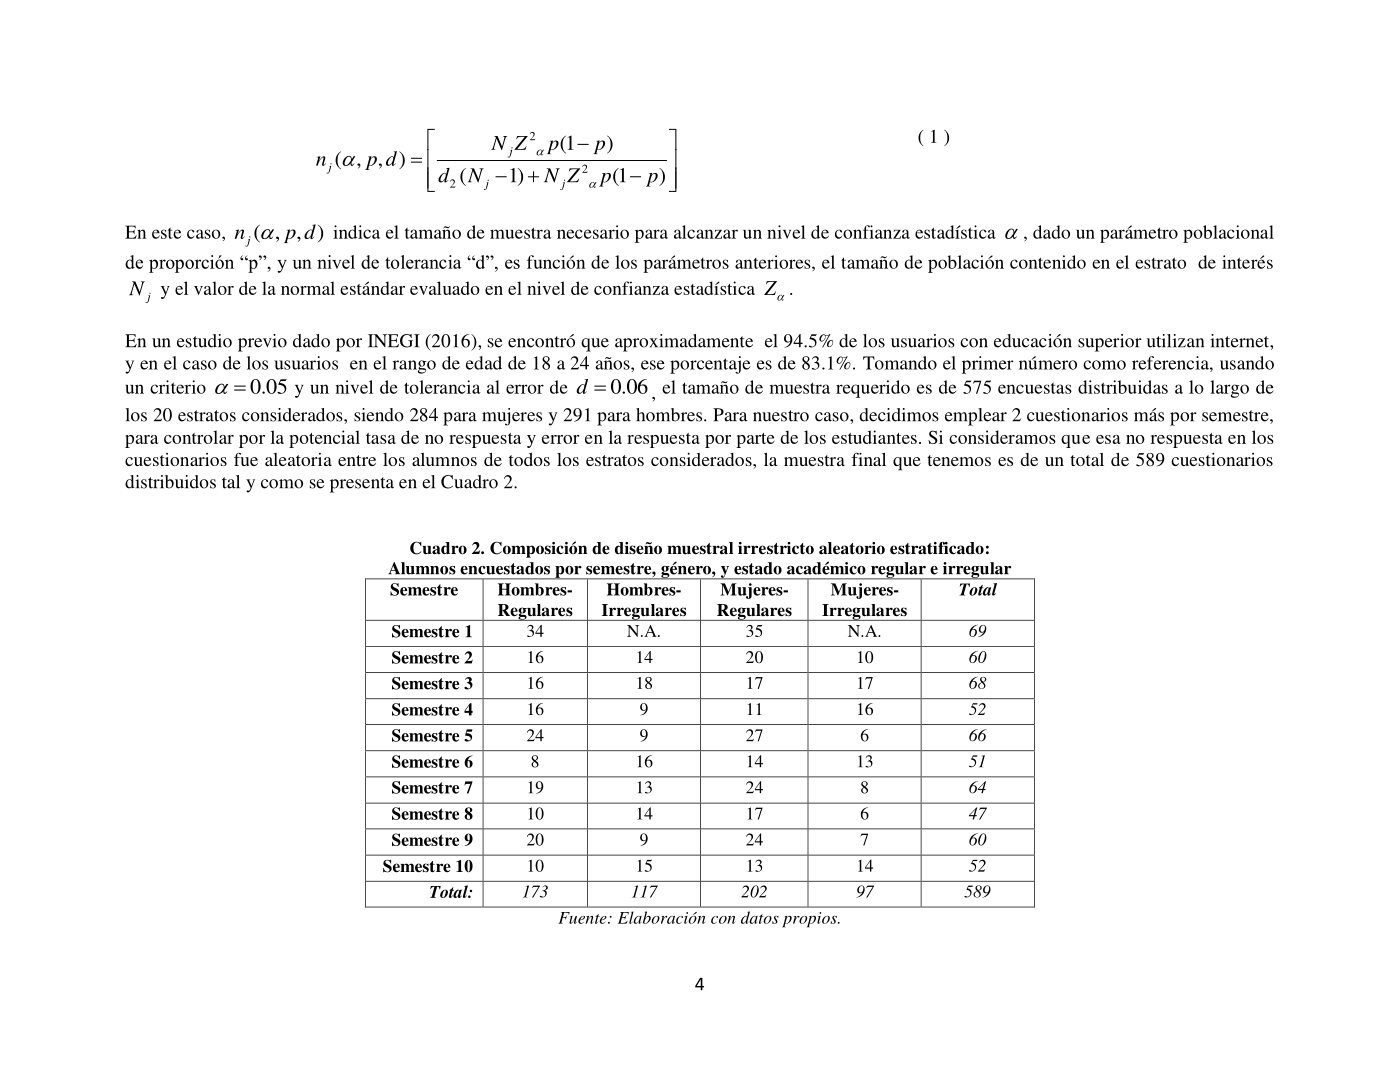 n_j(α, p, d) = [ N_j Z²_α p(1 − p) / d_2 (N_j − 1) + N_j Z²_α p(1 − p) ] ( 1 )
En este caso, n_j(α, p, d) indica el tamaño de muestra necesario para alcanzar un nivel de confianza estadística α , dado un parámetro poblacional
de proporción “p”, y un nivel de tolerancia “d”, es función de los parámetros anteriores, el tamaño de población contenido en el estrato de interés
N_j y el valor de la normal estándar evaluado en el nivel de confianza estadística Z_α .
En un estudio previo dado por INEGI (2016), se encontró que aproximadamente el 94.5% de los usuarios con educación superior utilizan internet,
y en el caso de los usuarios en el rango de edad de 18 a 24 años, ese porcentaje es de 83.1%. Tomando el primer número como referencia, usando
un criterio α = 0.05 y un nivel de tolerancia al error de d = 0.06 , el tamaño de muestra requerido es de 575 encuestas distribuidas a lo largo de
los 20 estratos considerados, siendo 284 para mujeres y 291 para hombres. Para nuestro caso, decidimos emplear 2 cuestionarios más por semestre,
para controlar por la potencial tasa de no respuesta y error en la respuesta por parte de los estudiantes. Si consideramos que esa no respuesta en los
cuestionarios fue aleatoria entre los alumnos de todos los estratos considerados, la muestra final que tenemos es de un total de 589 cuestionarios
distribuidos tal y como se presenta en el Cuadro 2.
Cuadro 2. Composición de diseño muestral irrestricto aleatorio estratificado:
Alumnos encuestados por semestre, género, y estado académico regular e irregular
Semestre Hombres- Hombres- Mujeres- Mujeres- Total
Regulares Irregulares Regulares Irregulares
Semestre 1 34 N.A. 35 N.A. 69
Semestre 2 16 14 20 10 60
Semestre 3 16 18 17 17 68
Semestre 4 16 9 11 16 52
Semestre 5 24 9 27 6 66
Semestre 6 8 16 14 13 51
Semestre 7 19 13 24 8 64
Semestre 8 10 14 17 6 47
Semestre 9 20 9 24 7 60
Semestre 10 10 15 13 14 52
Total: 173 117 202 97 589
Fuente: Elaboración con datos propios.
4